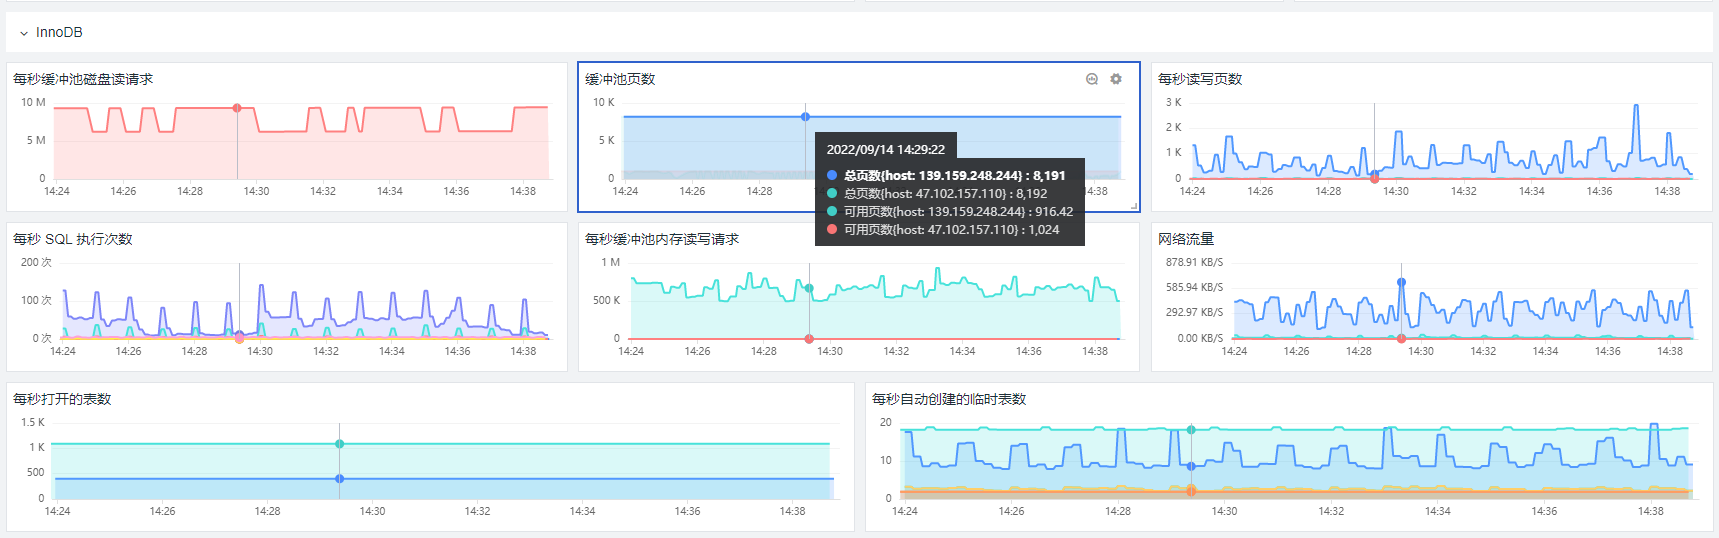 InnoDB
每秒缓冲池磁盘读请求
10 M
5 M
0
14:24 14:26 14:28 14:30 14:32 14:34 14:36 14:38
缓冲池页数
10 K
5 K
0
14:24 14:26 14:28 14:38
2022/09/14 14:29:22
总页数{host: 139.159.248.244} : 8,191
总页数{host: 47.102.157.110} : 8,192
可用页数{host: 139.159.248.244} : 916.42
可用页数{host: 47.102.157.110} : 1,024
每秒读写页数
3 K
2 K
1 K
0
14:24 14:26 14:28 14:30 14:32 14:34 14:36 14:38
每秒 SQL 执行次数
200 次
100 次
0 次
14:24 14:26 14:28 14:30 14:32 14:34 14:36 14:38
每秒缓冲池内存读写请求
1 M
500 K
0
14:24 14:26 14:28 14:30 14:32 14:34 14:36 14:38
网络流量
878.91 KB/S
585.94 KB/S
292.97 KB/S
0.00 KB/S
14:24 14:26 14:28 14:30 14:32 14:34 14:36 14:38
每秒打开的表数
1.5 K
1 K
500
0
14:24 14:26 14:28 14:30 14:32 14:34 14:36 14:38
每秒自动创建的临时表数
20
10
0
14:24 14:26 14:28 14:30 14:32 14:34 14:36 14:38